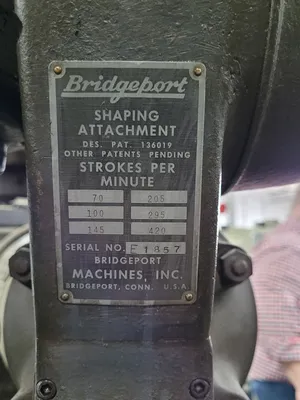 Bridgeport
SHAPING
ATTACHMENT
DES. PAT. 136019
OTHER PATENTS PENDING
STROKES PER
MINUTE
70 205
100 295
145 420
SERIAL NO. E1857
BRIDGEPORT
MACHINES, INC.
BRIDGEPORT, CONN. U.S.A